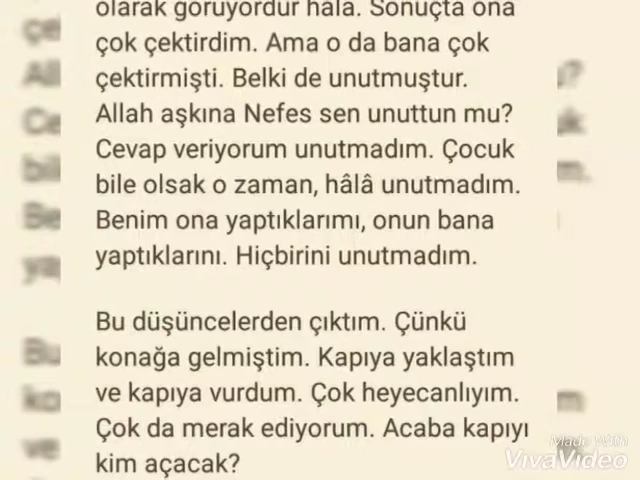 olarak görüyordur hâlâ. Sonuçta ona
çok çektirdim. Ama o da bana çok
çektirmişti. Belki de unutmuştur.
Allah aşkına Nefes sen unuttun mu?
Cevap veriyorum unutmadım. Çocuk
bile olsak o zaman, hâlâ unutmadım.
Benim ona yaptıklarımı, onun bana
yaptıklarını. Hiçbirini unutmadım.
Bu düşüncelerden çıktım. Çünkü
konağa gelmiştim. Kapıya yaklaştım
ve kapıya vurdum. Çok heyecanlıyım.
Çok da merak ediyorum. Acaba kapıyı
kim açacak?
Made With
VivaVideo